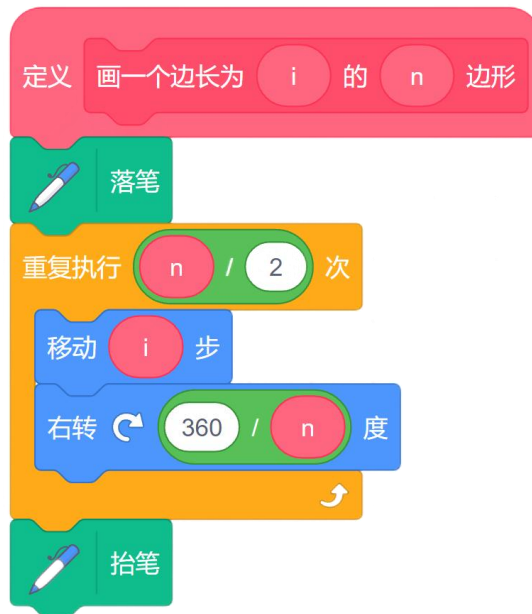 定义 画一个边长为 i 的 n 边形
落笔
重复执行 n / 2 次
移动 i 步
右转 360 / n 度
抬笔